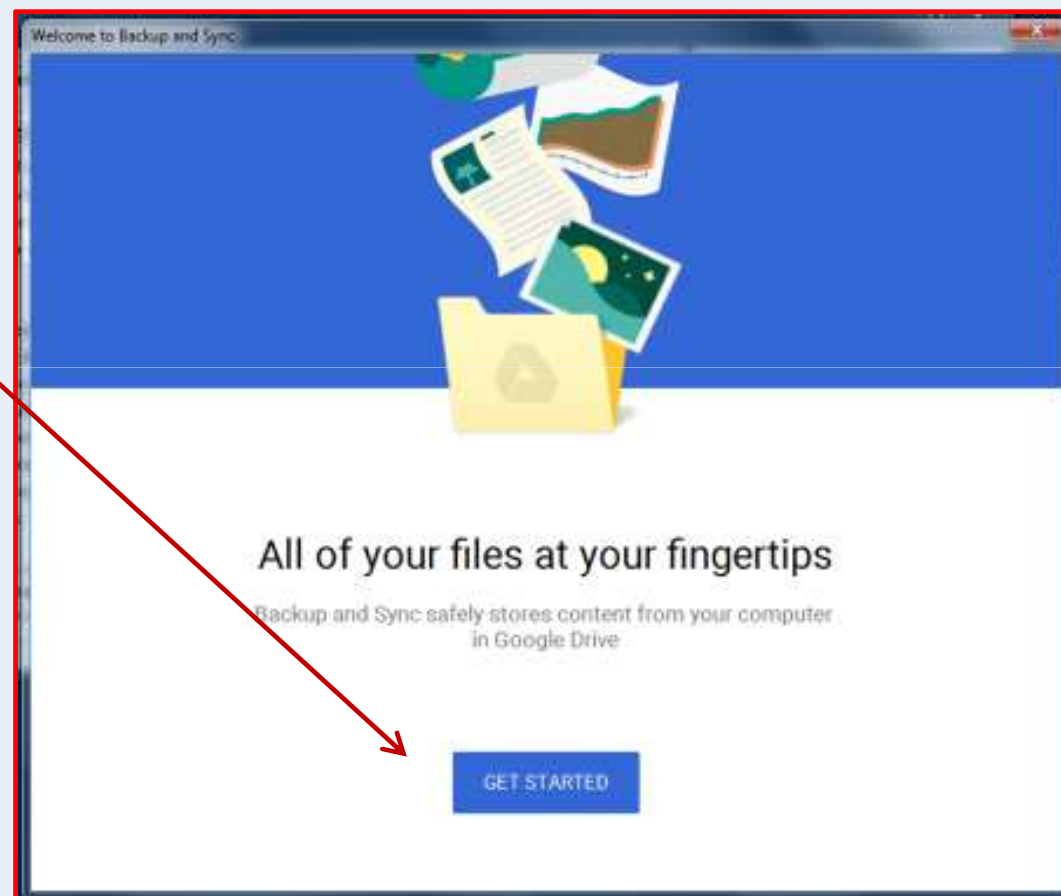 Welcome to Backup and Sync
All of your files at your fingertips
Backup and Sync safely stores content from your computer
in Google Drive
GET STARTED